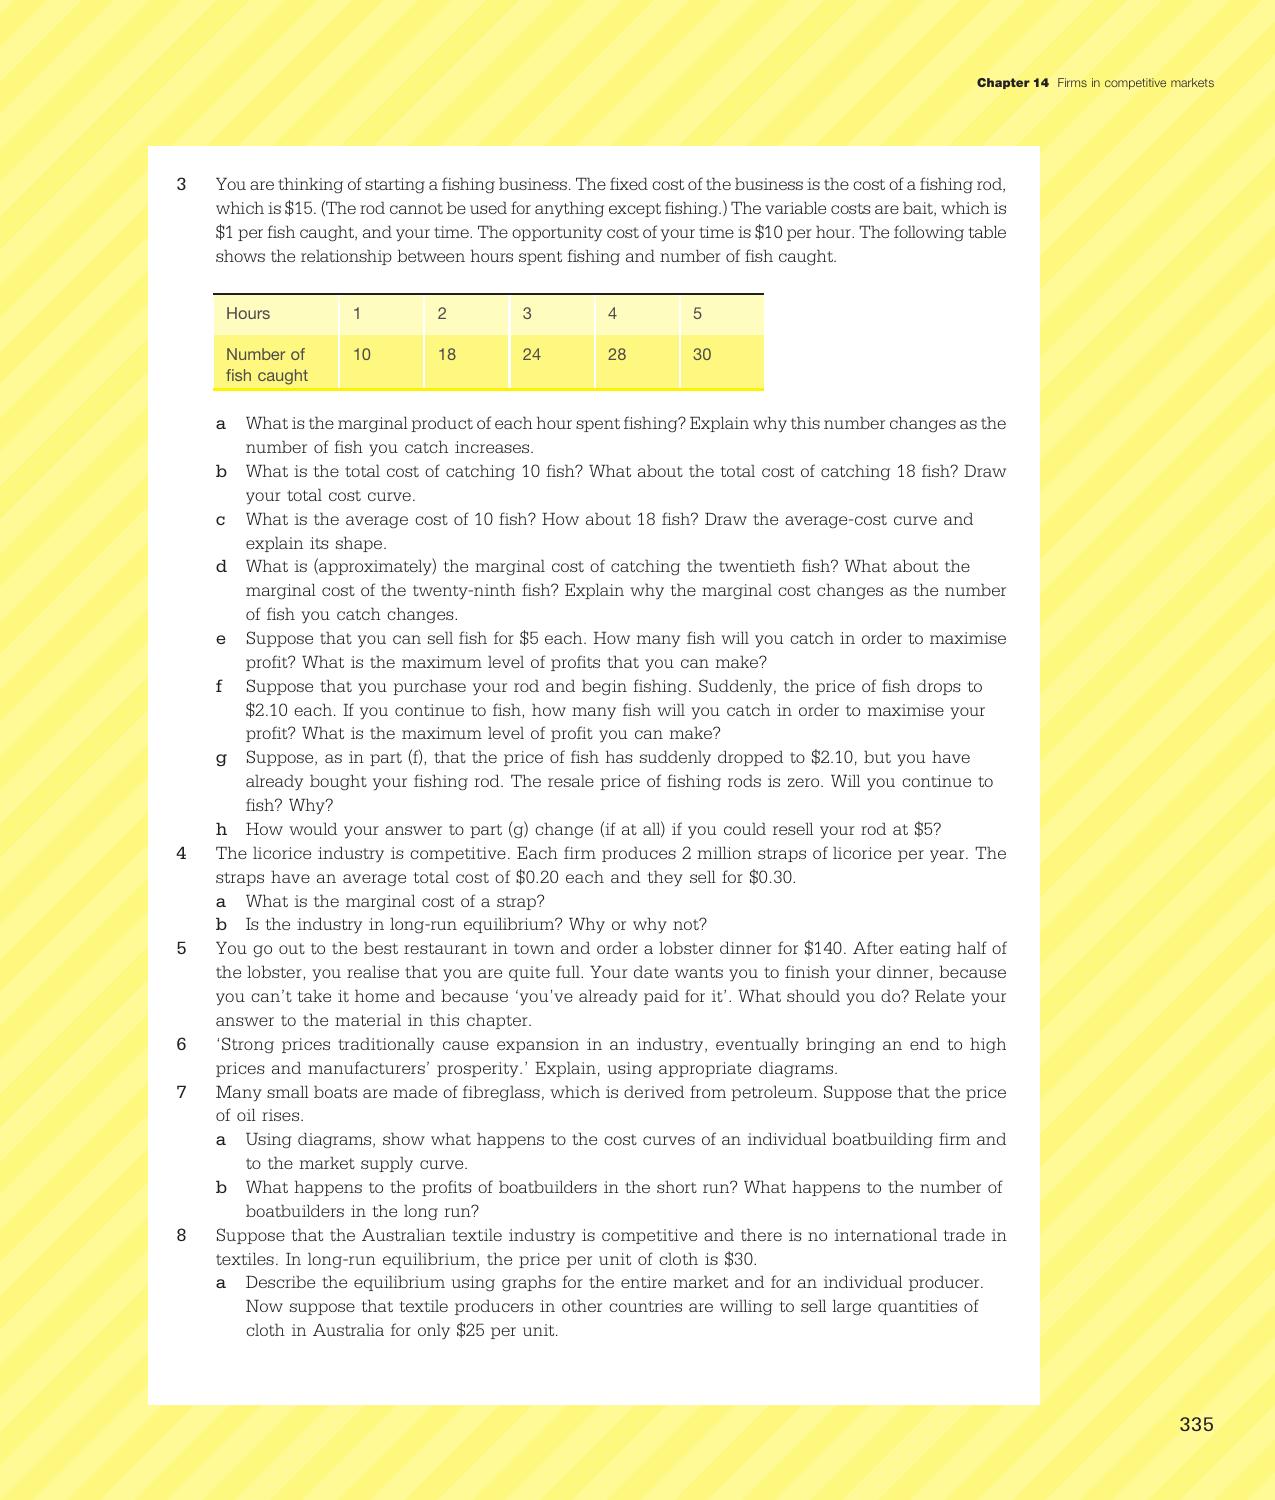 Chapter 14 Firms in competitive markets
3 You are thinking of starting a fishing business. The fixed cost of the business is the cost of a fishing rod,
which is $15. (The rod cannot be used for anything except fishing.) The variable costs are bait, which is
$1 per fish caught, and your time. The opportunity cost of your time is $10 per hour. The following table
shows the relationship between hours spent fishing and number of fish caught.
Hours 1 2 3 4 5
Number of 10 18 24 28 30
fish caught
a What is the marginal product of each hour spent fishing? Explain why this number changes as the
number of fish you catch increases.
b What is the total cost of catching 10 fish? What about the total cost of catching 18 fish? Draw
your total cost curve.
c What is the average cost of 10 fish? How about 18 fish? Draw the average-cost curve and
explain its shape.
d What is (approximately) the marginal cost of catching the twentieth fish? What about the
marginal cost of the twenty-ninth fish? Explain why the marginal cost changes as the number
of fish you catch changes.
e Suppose that you can sell fish for $5 each. How many fish will you catch in order to maximise
profit? What is the maximum level of profits that you can make?
f Suppose that you purchase your rod and begin fishing. Suddenly, the price of fish drops to
$2.10 each. If you continue to fish, how many fish will you catch in order to maximise your
profit? What is the maximum level of profit you can make?
g Suppose, as in part (f), that the price of fish has suddenly dropped to $2.10, but you have
already bought your fishing rod. The resale price of fishing rods is zero. Will you continue to
fish? Why?
h How would your answer to part (g) change (if at all) if you could resell your rod at $5?
4 The licorice industry is competitive. Each firm produces 2 million straps of licorice per year. The
straps have an average total cost of $0.20 each and they sell for $0.30.
a What is the marginal cost of a strap?
b Is the industry in long-run equilibrium? Why or why not?
5 You go out to the best restaurant in town and order a lobster dinner for $140. After eating half of
the lobster, you realise that you are quite full. Your date wants you to finish your dinner, because
you can't take it home and because 'you've already paid for it'. What should you do? Relate your
answer to the material in this chapter.
6 'Strong prices traditionally cause expansion in an industry, eventually bringing an end to high
prices and manufacturers' prosperity.' Explain, using appropriate diagrams.
7 Many small boats are made of fibreglass, which is derived from petroleum. Suppose that the price
of oil rises.
a Using diagrams, show what happens to the cost curves of an individual boatbuilding firm and
to the market supply curve.
b What happens to the profits of boatbuilders in the short run? What happens to the number of
boatbuilders in the long run?
8 Suppose that the Australian textile industry is competitive and there is no international trade in
textiles. In long-run equilibrium, the price per unit of cloth is $30.
a Describe the equilibrium using graphs for the entire market and for an individual producer.
Now suppose that textile producers in other countries are willing to sell large quantities of
cloth in Australia for only $25 per unit.
335